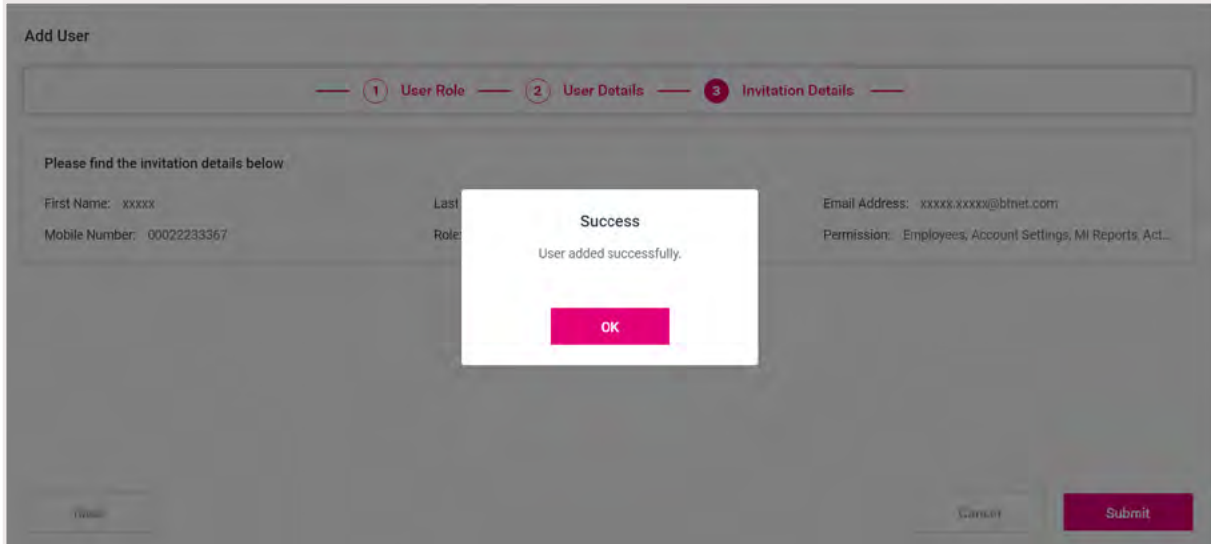 Add User
1 User Role 2 User Details 3 Invitation Details
Please find the invitation details below
First Name: xxxxx Last Email Address: xxxxx.xxxxx@btnet.com
Mobile Number: 00022233367 Role: Permission: Employees, Account Settings, MI Reports, Act...
Success
User added successfully.
OK
Cancel Submit